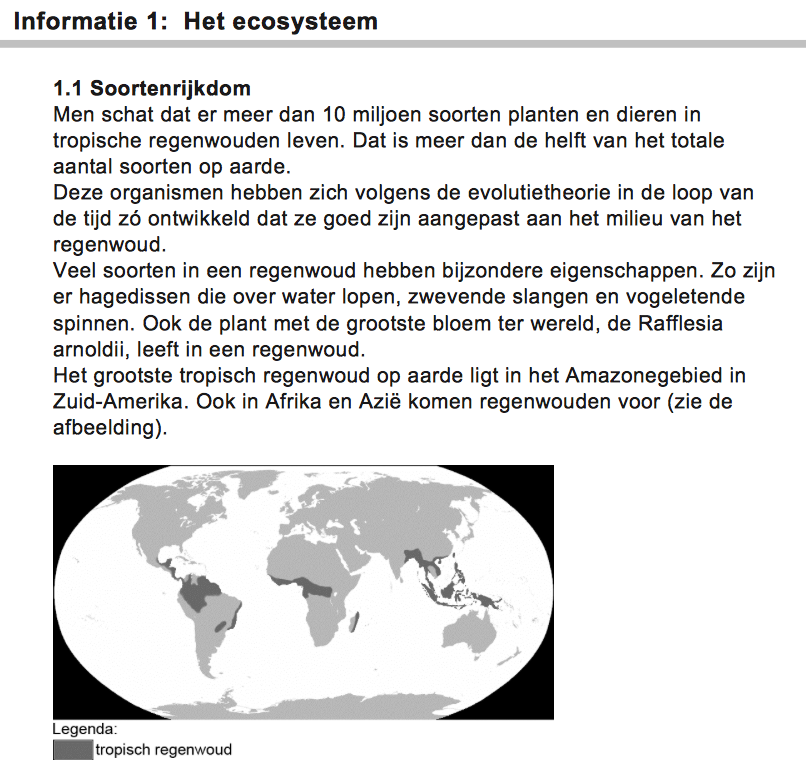 Informatie 1: Het ecosysteem
1.1 Soortenrijkdom
Men schat dat er meer dan 10 miljoen soorten planten en dieren in
tropische regenwouden leven. Dat is meer dan de helft van het totale
aantal soorten op aarde.
Deze organismen hebben zich volgens de evolutietheorie in de loop van
de tijd zó ontwikkeld dat ze goed zijn aangepast aan het milieu van het
regenwoud.
Veel soorten in een regenwoud hebben bijzondere eigenschappen. Zo zijn
er hagedissen die over water lopen, zwevende slangen en vogeletende
spinnen. Ook de plant met de grootste bloem ter wereld, de Rafflesia
arnoldii, leeft in een regenwoud.
Het grootste tropisch regenwoud op aarde ligt in het Amazonegebied in
Zuid-Amerika. Ook in Afrika en Azië komen regenwouden voor (zie de
afbeelding).
Legenda:
tropisch regenwoud